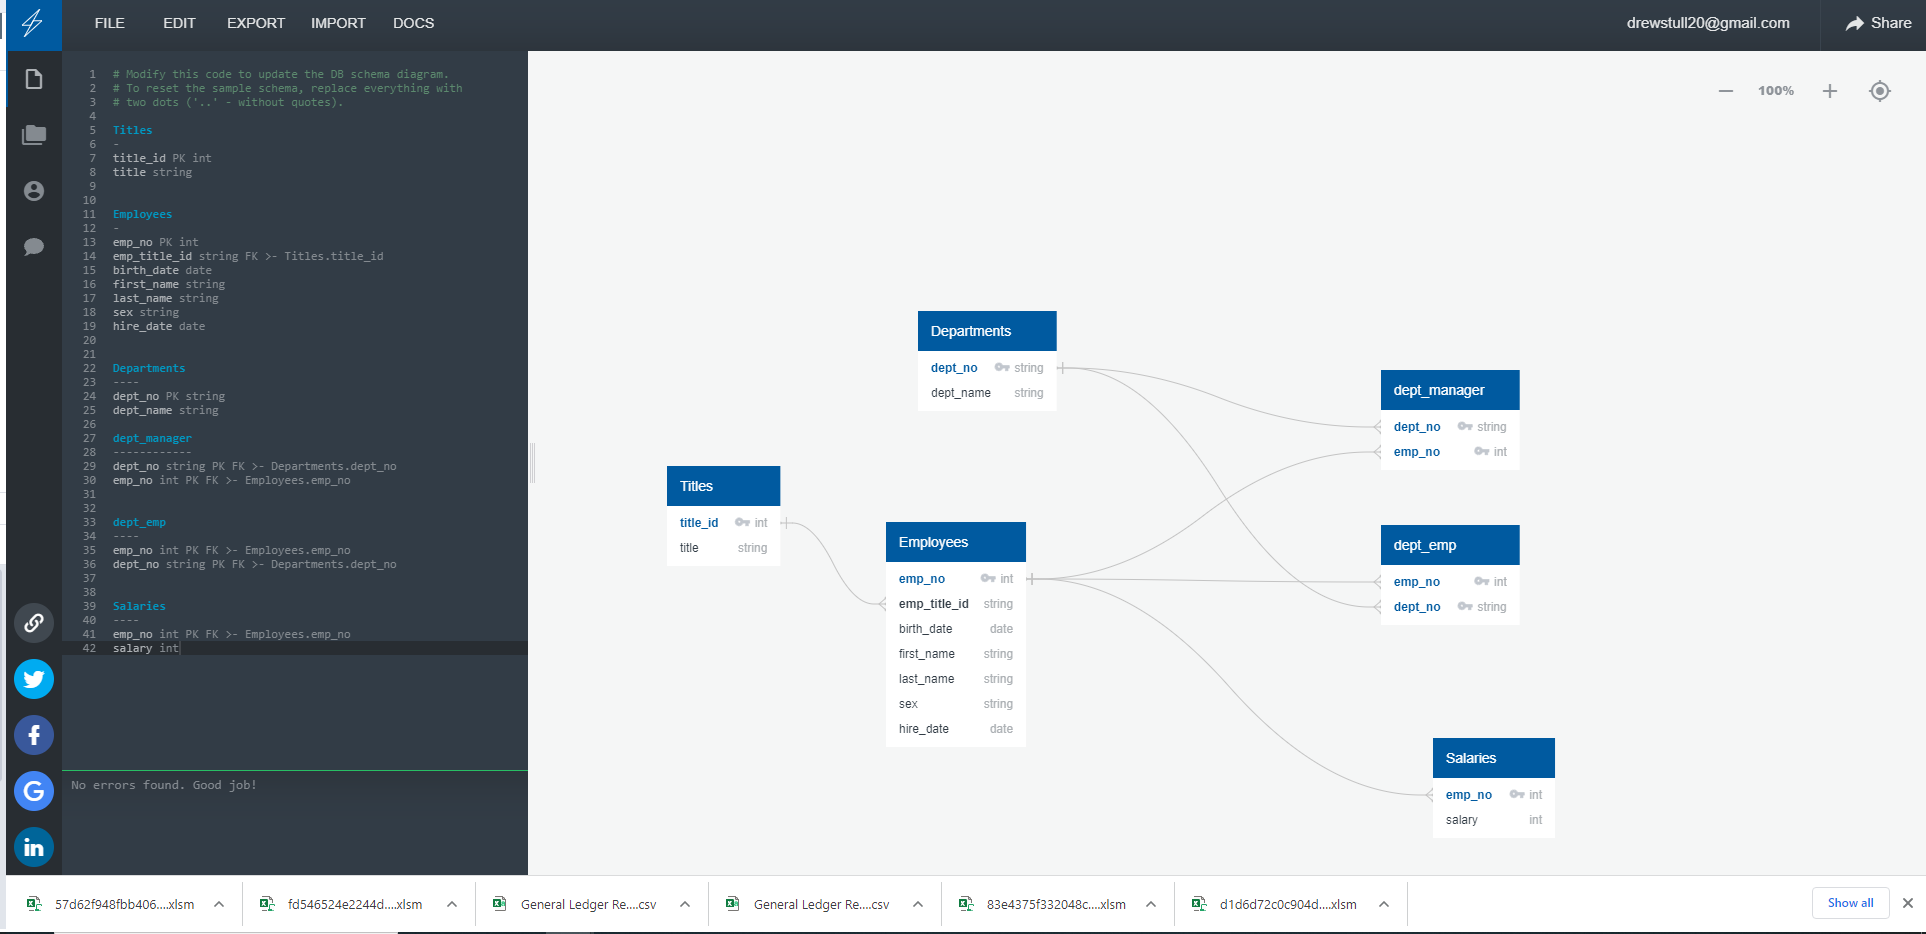 FILE EDIT EXPORT IMPORT DOCS drewstull20@gmail.com Share
1 # Modify this code to update the DB schema diagram.
2 # To reset the sample schema, replace everything with
3 # two dots ('..' - without quotes).
4
5 Titles
6 -
7 title_id PK int
8 title string
9
10
11 Employees
12 -
13 emp_no PK int
14 emp_title_id string FK >- Titles.title_id
15 birth_date date
16 first_name string
17 last_name string
18 sex string
19 hire_date date
20
21
22 Departments
23 ----
24 dept_no PK string
25 dept_name string
26
27 dept_manager
28 ------------
29 dept_no string PK FK >- Departments.dept_no
30 emp_no int PK FK >- Employees.emp_no
31
32
33 dept_emp
34 ----
35 emp_no int PK FK >- Employees.emp_no
36 dept_no string PK FK >- Departments.dept_no
37
38
39 Salaries
40 ----
41 emp_no int PK FK >- Employees.emp_no
42 salary int
No errors found. Good job!
100%
Departments
dept_no string
dept_name string
dept_manager
dept_no string
emp_no int
Titles
title_id int
title string
Employees
emp_no int
emp_title_id string
birth_date date
first_name string
last_name string
sex string
hire_date date
dept_emp
emp_no int
dept_no string
Salaries
emp_no int
salary int
57d62f948fbb406....xlsm fd546524e2244d....xlsm General Ledger Re....csv General Ledger Re....csv 83e4375f332048c....xlsm d1d6d72c0c904d....xlsm Show all